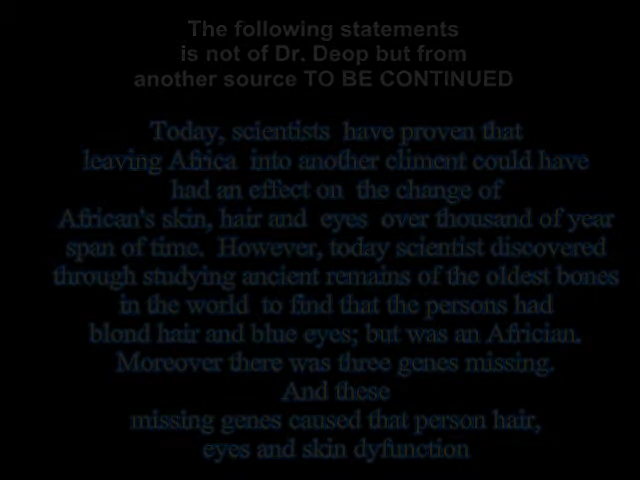 The following statements
is not of Dr. Deop but from
another source TO BE CONTINUED
Today, scientists have proven that
leaving Africa into another climent could have
had an effect on the change of
African's skin, hair and eyes over thousand of year
span of time. However, today scientist discovered
through studying ancient remains of the oldest bones
in the world to find that the persons had
blond hair and blue eyes; but was an Africian.
Moreover there was three genes missing.
And these
missing genes caused that person hair,
eyes and skin dyfunction